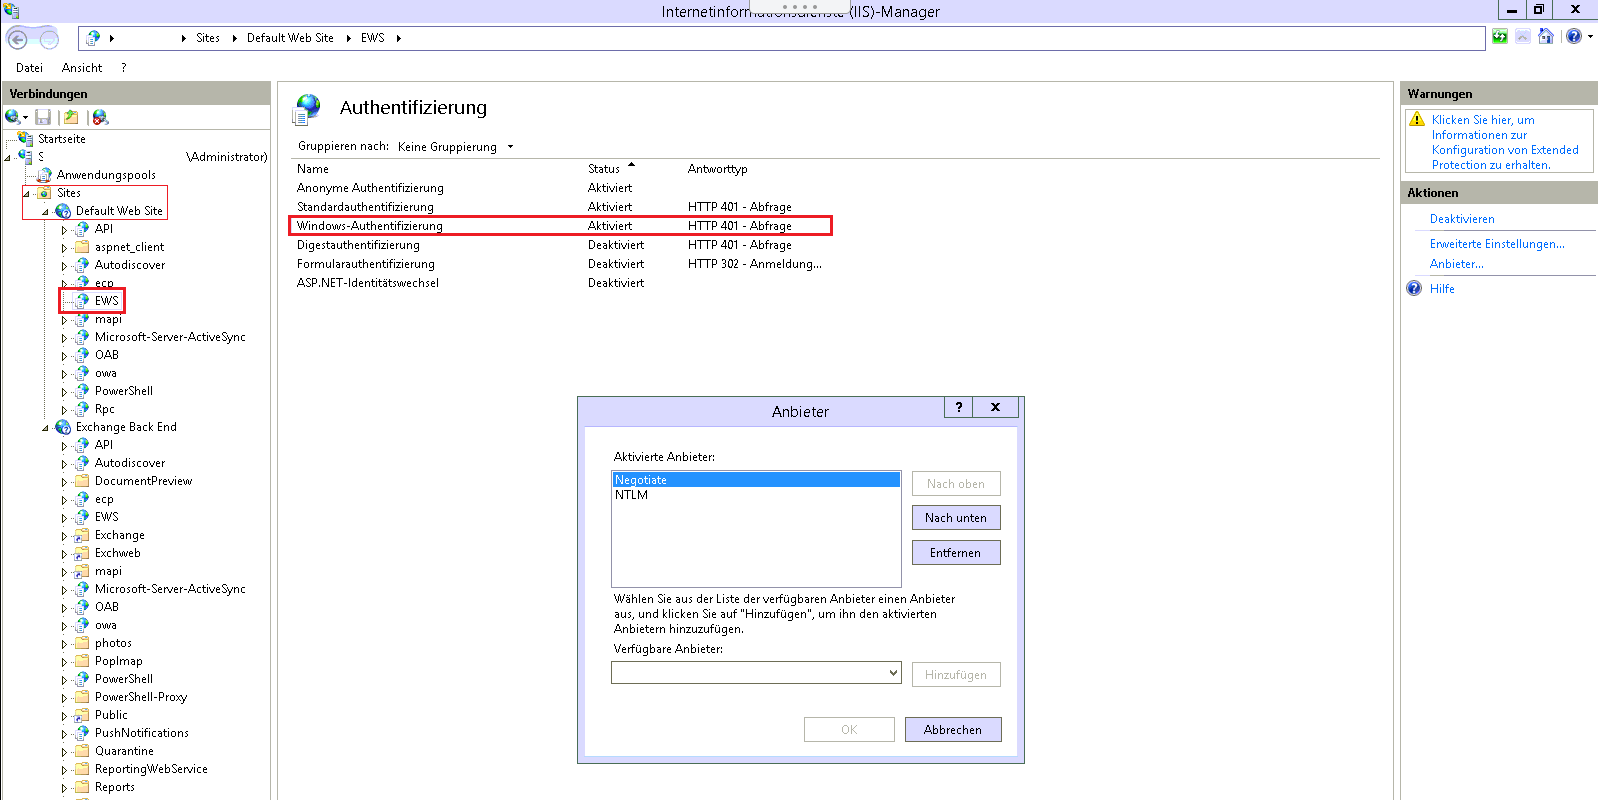 Internetinformationsdienste (IIS)-Manager
Sites Default Web Site EWS
Datei Ansicht ?
Verbindungen
Startseite
S \Administrator)
Anwendungspools
Sites
Default Web Site
API
aspnet_client
Autodiscover
ecp
EWS
mapi
Microsoft-Server-ActiveSync
OAB
owa
PowerShell
Rpc
Exchange Back End
API
Autodiscover
DocumentPreview
ecp
EWS
Exchange
Exchweb
mapi
Microsoft-Server-ActiveSync
OAB
owa
photos
PopImap
PowerShell
PowerShell-Proxy
Public
PushNotifications
Quarantine
ReportingWebService
Reports
Authentifizierung
Gruppieren nach: Keine Gruppierung
Name Status Antworttyp
Anonyme Authentifizierung Aktiviert
Standardauthentifizierung Aktiviert HTTP 401 - Abfrage
Windows-Authentifizierung Aktiviert HTTP 401 - Abfrage
Digestauthentifizierung Deaktiviert HTTP 401 - Abfrage
Formularauthentifizierung Deaktiviert HTTP 302 - Anmeldung...
ASP.NET-Identitätswechsel Deaktiviert
Anbieter ? X
Aktivierte Anbieter:
Negotiate
NTLM
Nach oben
Nach unten
Entfernen
Wählen Sie aus der Liste der verfügbaren Anbieter einen Anbieter
aus, und klicken Sie auf "Hinzufügen", um ihn den aktivierten
Anbietern hinzuzufügen.
Verfügbare Anbieter:
Hinzufügen
OK Abbrechen
Warnungen
Klicken Sie hier, um
Informationen zur
Konfiguration von Extended
Protection zu erhalten.
Aktionen
Deaktivieren
Erweiterte Einstellungen...
Anbieter...
Hilfe